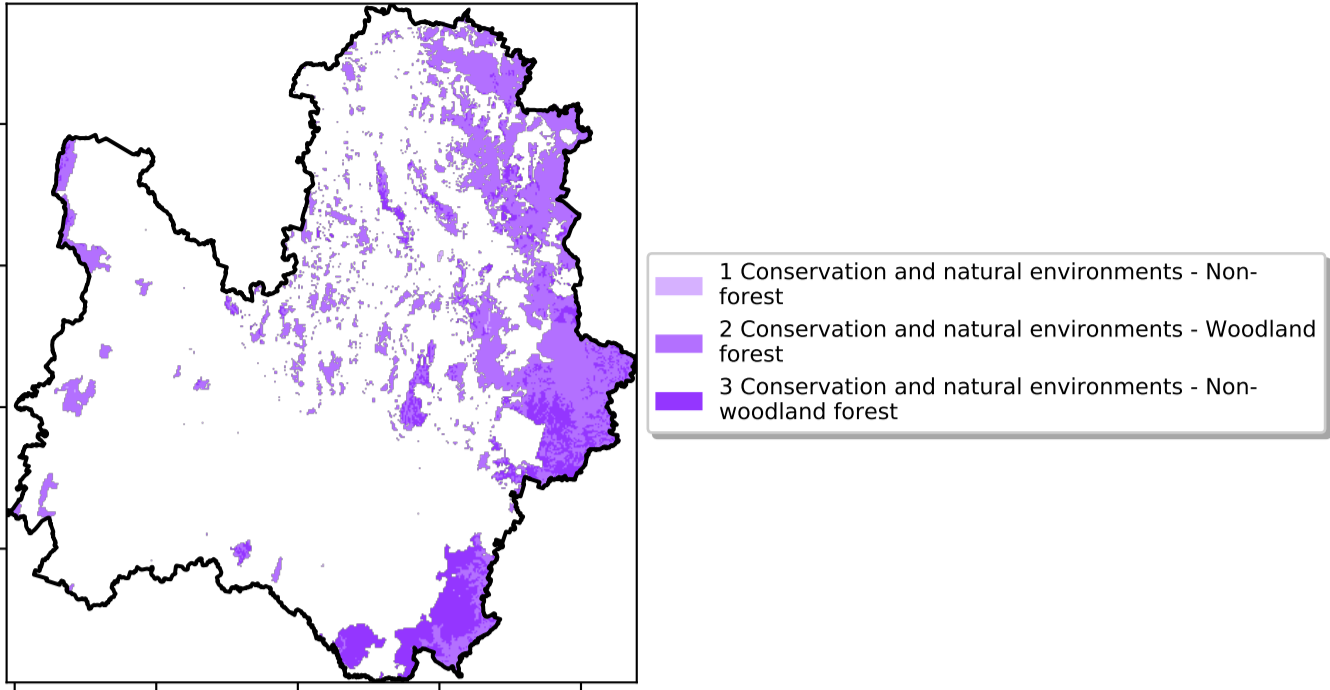 1 Conservation and natural environments - Non-
forest
2 Conservation and natural environments - Woodland
forest
3 Conservation and natural environments - Non-
woodland forest